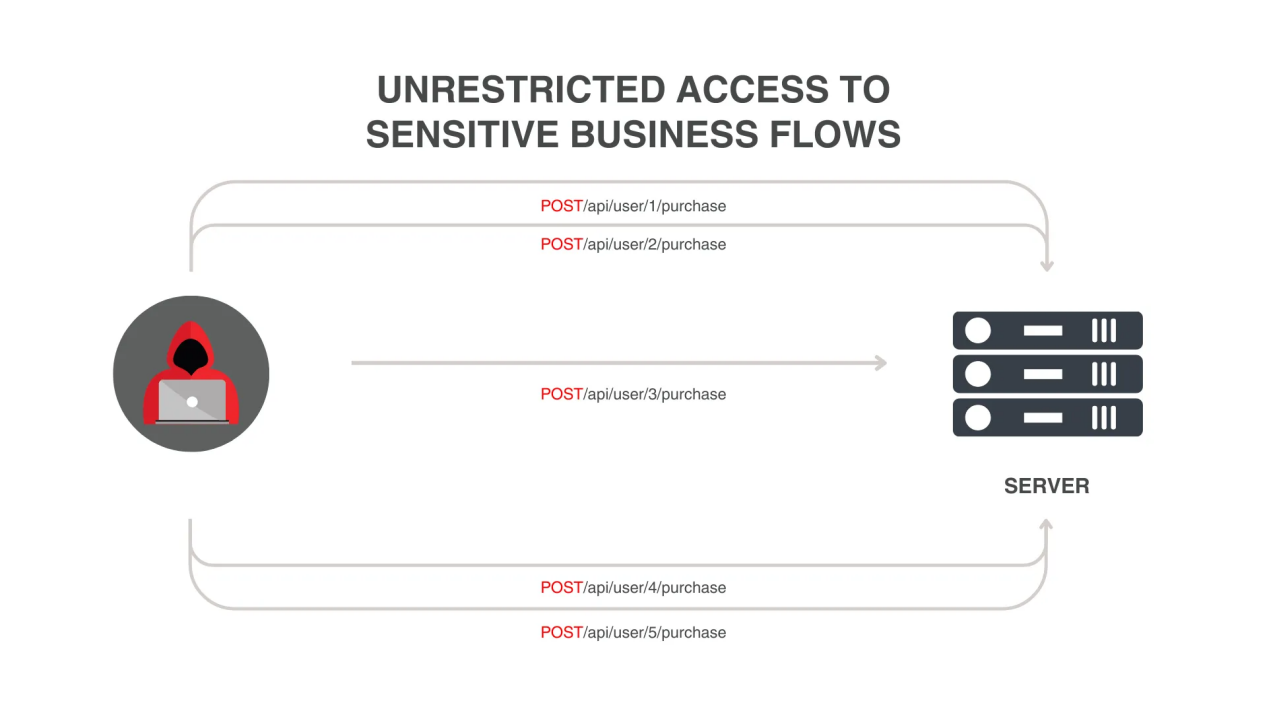 UNRESTRICTED ACCESS TO
SENSITIVE BUSINESS FLOWS
POST/api/user/1/purchase
POST/api/user/2/purchase
POST/api/user/3/purchase
SERVER
POST/api/user/4/purchase
POST/api/user/5/purchase